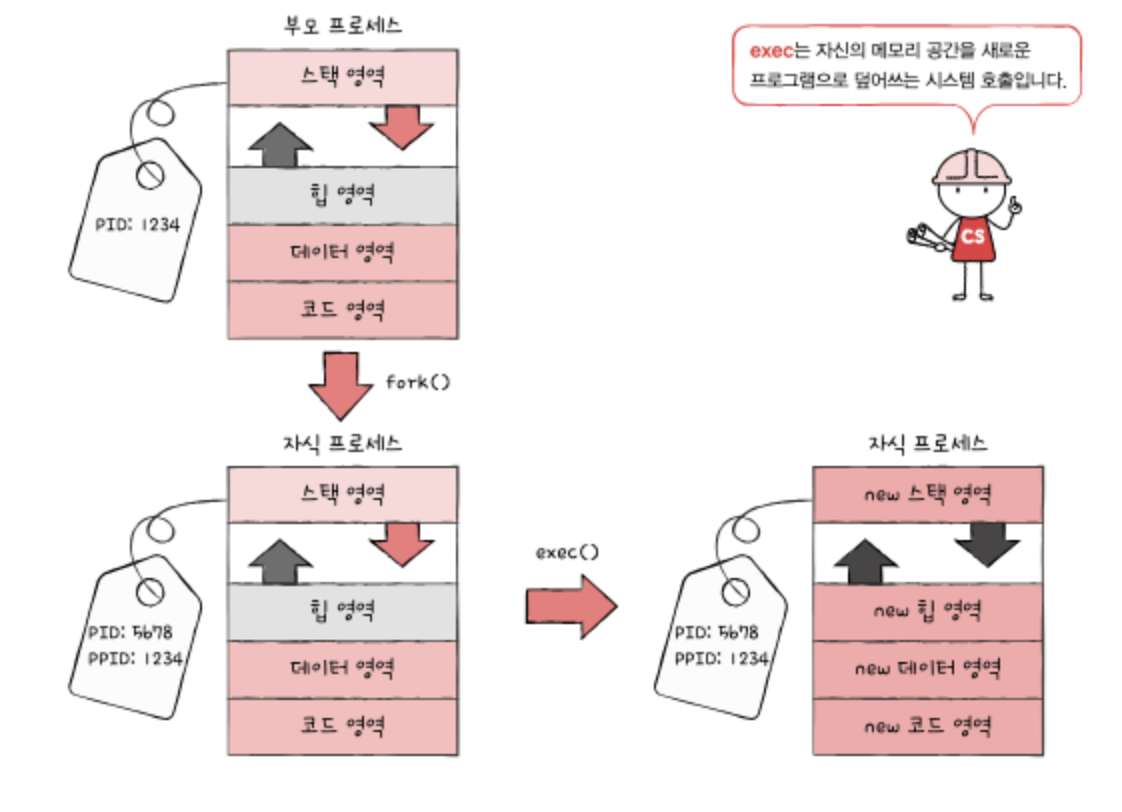 부모 프로세스
스택 영역
힙 영역
데이터 영역
코드 영역
PID: 1234
exec는 자신의 메모리 공간을 새로운
프로그램으로 덮어쓰는 시스템 호출입니다.
CS
fork()
자식 프로세스
스택 영역
힙 영역
데이터 영역
코드 영역
PID: 5678
PPID: 1234
exec()
자식 프로세스
new 스택 영역
new 힙 영역
new 데이터 영역
new 코드 영역
PID: 5678
PPID: 1234